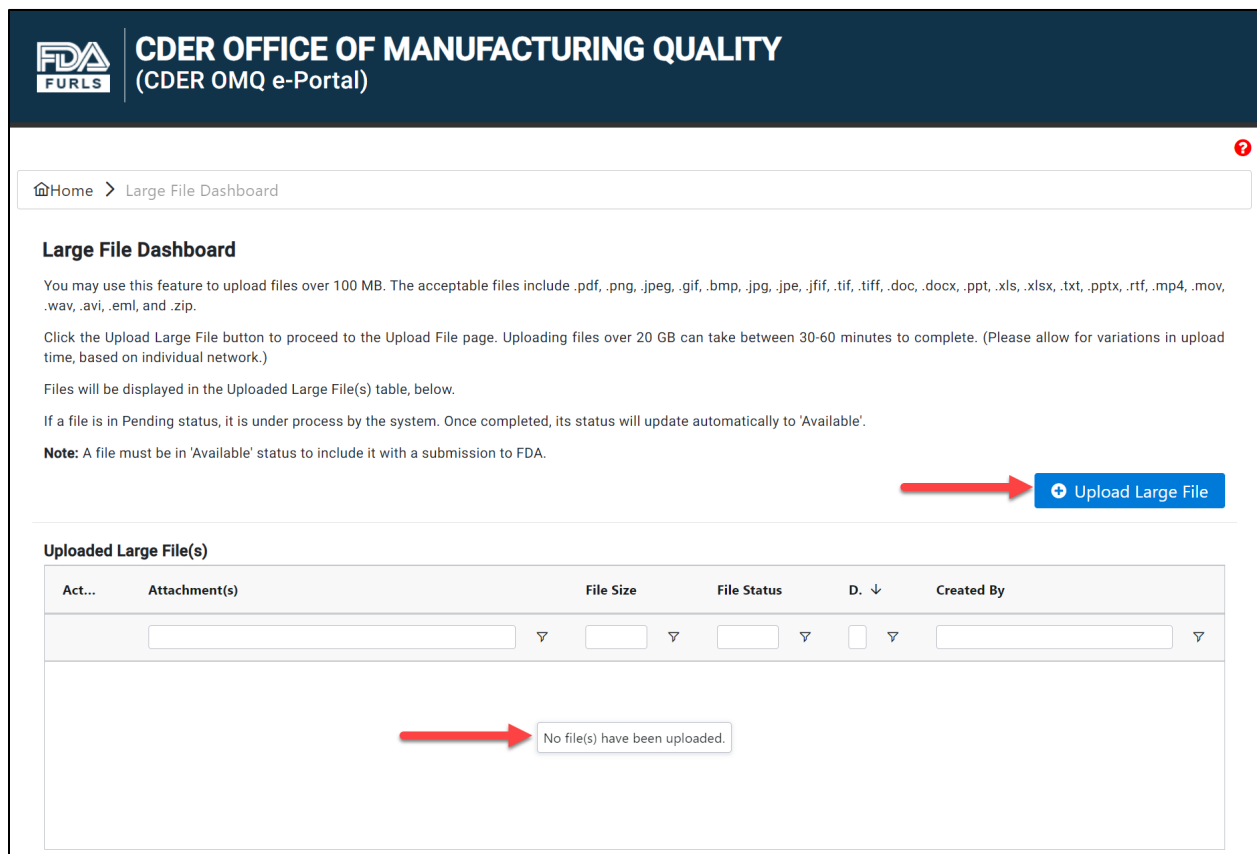 FDA
FURLS
CDER OFFICE OF MANUFACTURING QUALITY
(CDER OMQ e-Portal)
?
Home > Large File Dashboard
Large File Dashboard
You may use this feature to upload files over 100 MB. The acceptable files include .pdf, .png, .jpeg, .gif, .bmp, .jpg, .jpe, .jfif, .tif, .tiff, .doc, .docx, .ppt, .xls, .xlsx, .txt, .pptx, .rtf, .mp4, .mov,
.wav, .avi, .eml, and .zip.
Click the Upload Large File button to proceed to the Upload File page. Uploading files over 20 GB can take between 30-60 minutes to complete. (Please allow for variations in upload
time, based on individual network.)
Files will be displayed in the Uploaded Large File(s) table, below.
If a file is in Pending status, it is under process by the system. Once completed, its status will update automatically to 'Available'.
Note: A file must be in 'Available' status to include it with a submission to FDA.
Upload Large File
Uploaded Large File(s)
Act... Attachment(s) File Size File Status D. ↓ Created By
No file(s) have been uploaded.